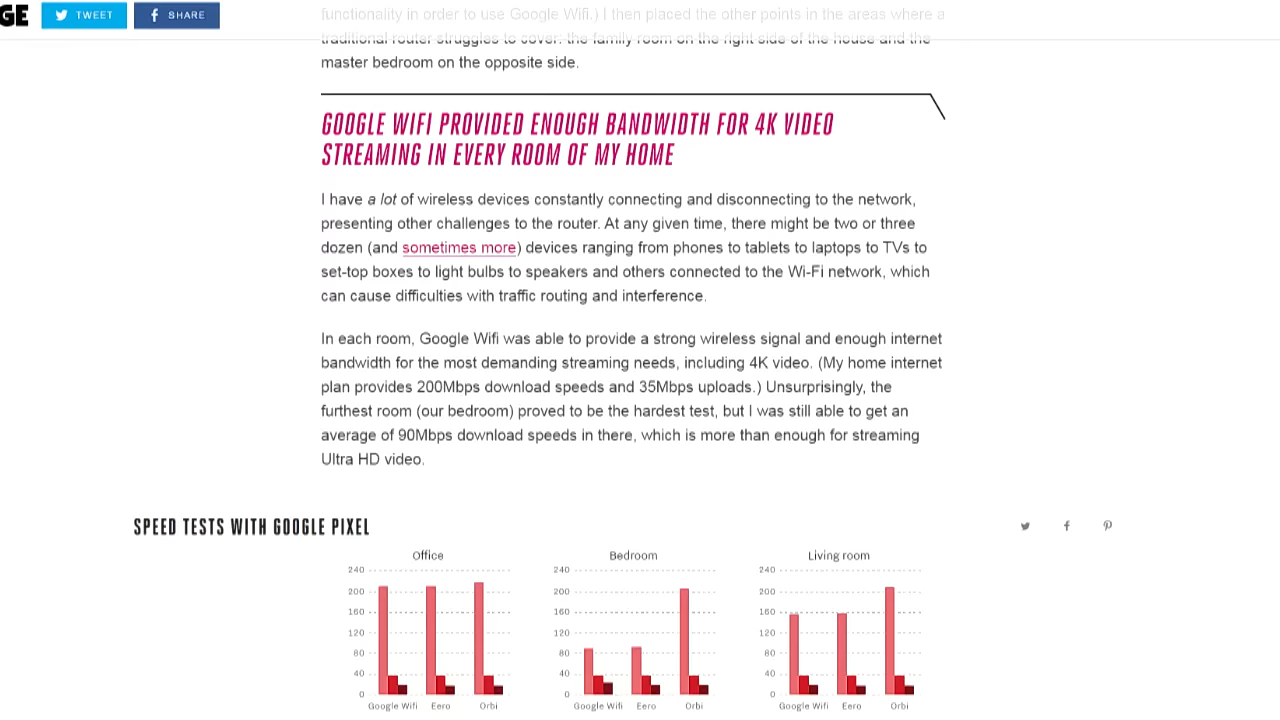 GE TWEET SHARE
functionality in order to use Google Wifi.) I then placed the other points in the areas where a
traditional router struggles to cover: the family room on the right side of the house and the
master bedroom on the opposite side.
GOOGLE WIFI PROVIDED ENOUGH BANDWIDTH FOR 4K VIDEO
STREAMING IN EVERY ROOM OF MY HOME
I have a lot of wireless devices constantly connecting and disconnecting to the network,
presenting other challenges to the router. At any given time, there might be two or three
dozen (and sometimes more) devices ranging from phones to tablets to laptops to TVs to
set-top boxes to light bulbs to speakers and others connected to the Wi-Fi network, which
can cause difficulties with traffic routing and interference.
In each room, Google Wifi was able to provide a strong wireless signal and enough internet
bandwidth for the most demanding streaming needs, including 4K video. (My home internet
plan provides 200Mbps download speeds and 35Mbps uploads.) Unsurprisingly, the
furthest room (our bedroom) proved to be the hardest test, but I was still able to get an
average of 90Mbps download speeds in there, which is more than enough for streaming
Ultra HD video.
SPEED TESTS WITH GOOGLE PIXEL
Office Bedroom Living room
240 240 240
200 200 200
160 160 160
120 120 120
80 80 80
40 40 40
0 0 0
Google Wifi Eero Orbi Google Wifi Eero Orbi Google Wifi Eero Orbi